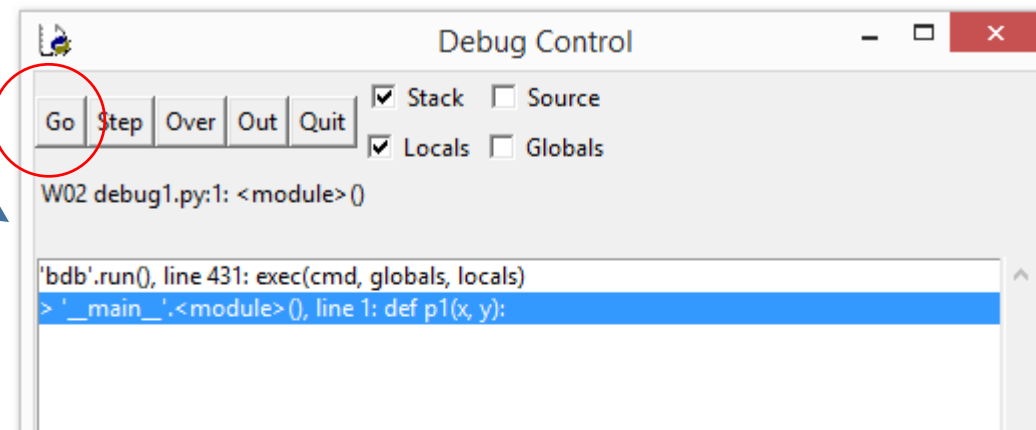 Debug Control
Go Step Over Out Quit
Stack Source
Locals Globals
W02 debug1.py:1: <module>()
'bdb'.run(), line 431: exec(cmd, globals, locals)
> '__main__'.<module>(), line 1: def p1(x, y):